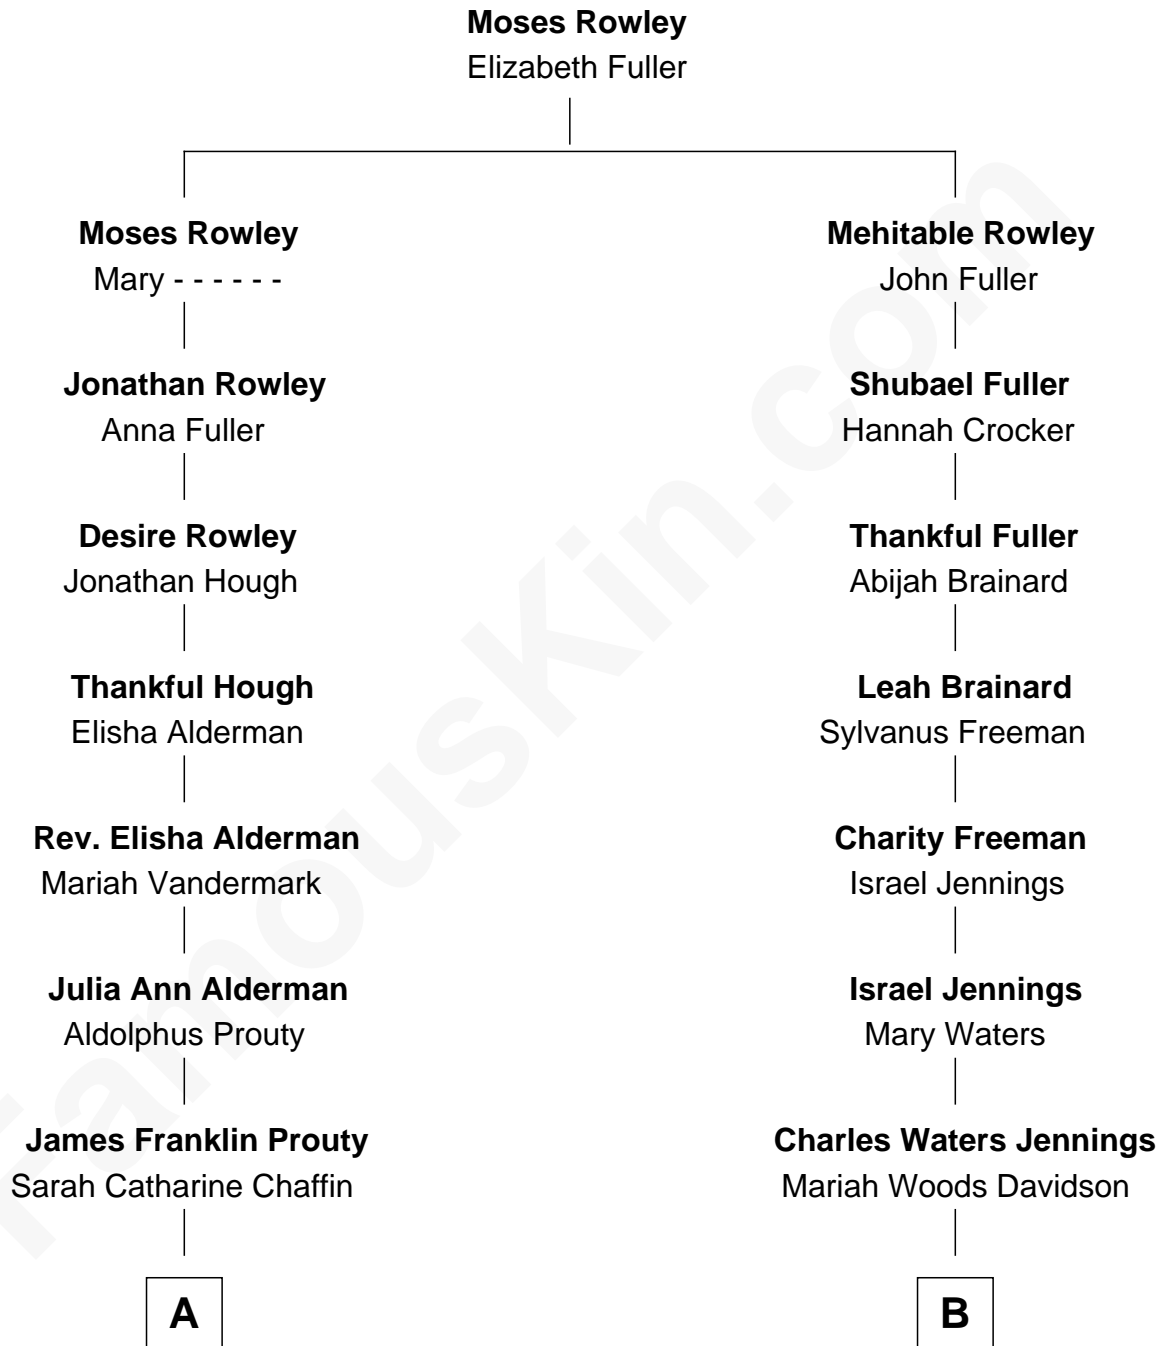 Moses Rowley
Elizabeth Fuller
Moses Rowley
Mary - - - - - -
Mehitable Rowley
John Fuller
Jonathan Rowley
Anna Fuller
Shubael Fuller
Hannah Crocker
Desire Rowley
Jonathan Hough
Thankful Fuller
Abijah Brainard
Thankful Hough
Elisha Alderman
Leah Brainard
Sylvanus Freeman
Rev. Elisha Alderman
Mariah Vandermark
Charity Freeman
Israel Jennings
Julia Ann Alderman
Aldolphus Prouty
Israel Jennings
Mary Waters
James Franklin Prouty
Sarah Catharine Chaffin
Charles Waters Jennings
Mariah Woods Davidson
A
B
FamousKin.com